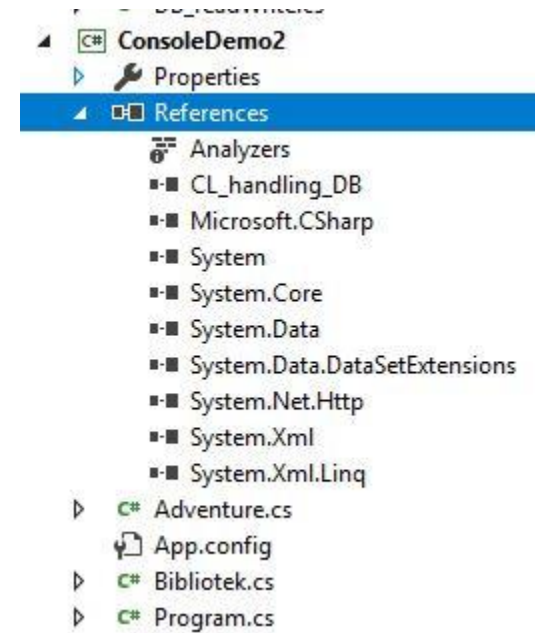 C# ConsoleDemo2
Properties
References
Analyzers
CL_handling_DB
Microsoft.CSharp
System
System.Core
System.Data
System.Data.DataSetExtensions
System.Net.Http
System.Xml
System.Xml.Linq
C# Adventure.cs
App.config
C# Bibliotek.cs
C# Program.cs